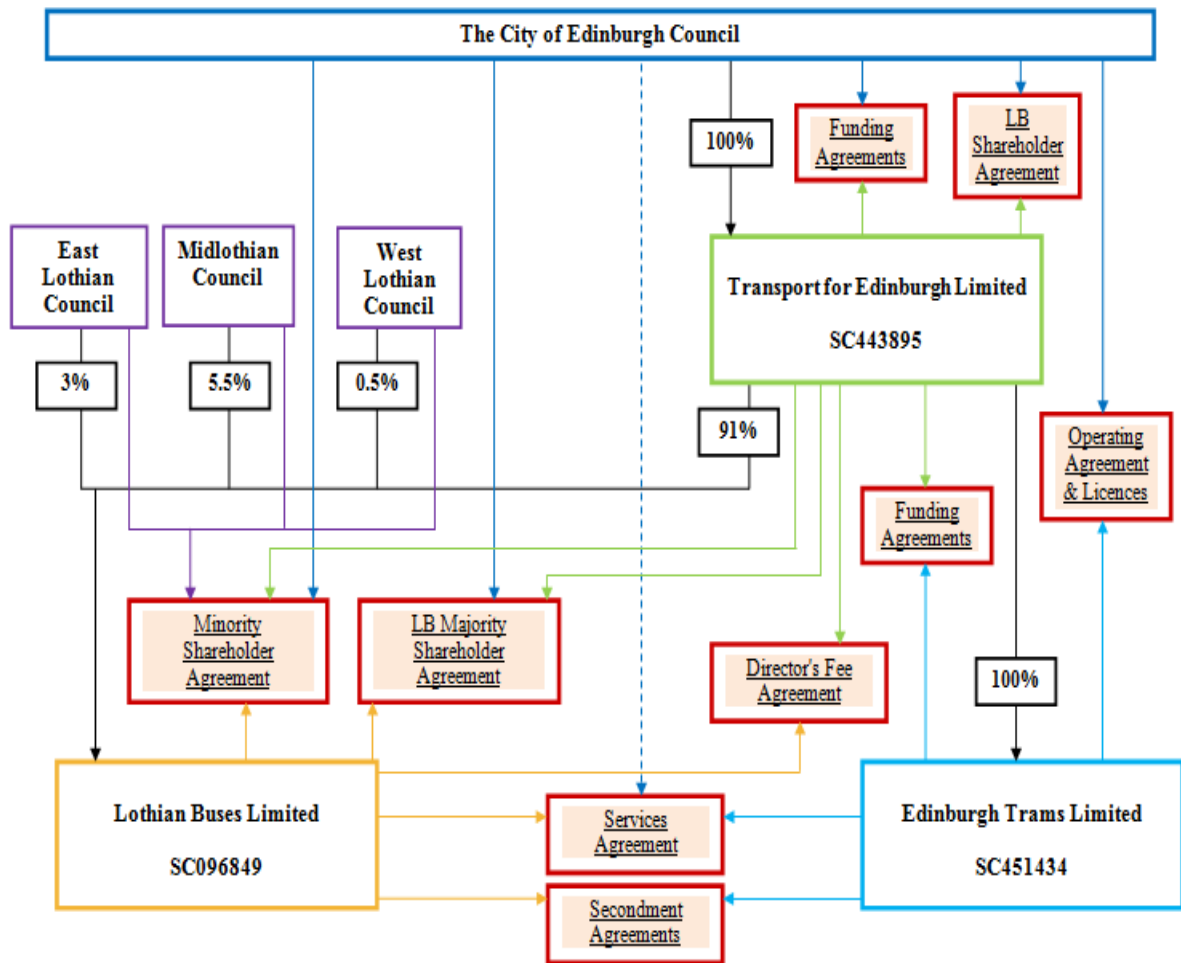 The City of Edinburgh Council
100%
Funding
Agreements
LB
Shareholder
Agreement
East
Lothian
Council
Midlothian
Council
West
Lothian
Council
Transport for Edinburgh Limited
SC443895
3%
5.5%
0.5%
91%
Operating
Agreement
& Licences
Funding
Agreements
Minority
Shareholder
Agreement
LB Majority
Shareholder
Agreement
Director's Fee
Agreement
100%
Lothian Buses Limited
SC096849
Services
Agreement
Edinburgh Trams Limited
SC451434
Secondment
Agreements